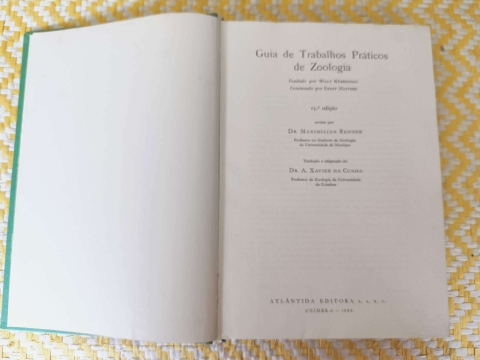 Guia de Trabalhos Práticos
de Zoologia
Fundado por Willy Kükenthal
Continuado por Ernst Matthes
15.ª edição
revista por
Dr. Maximilian Renner
Professor no Instituto de Zoologia
da Universidade de Munique
Tradução e adaptação do
Dr. A. Xavier da Cunha
Professor de Zoologia da Universidade
de Coimbra
ATLÂNTIDA EDITORA S. A. R. L.
COIMBRA —